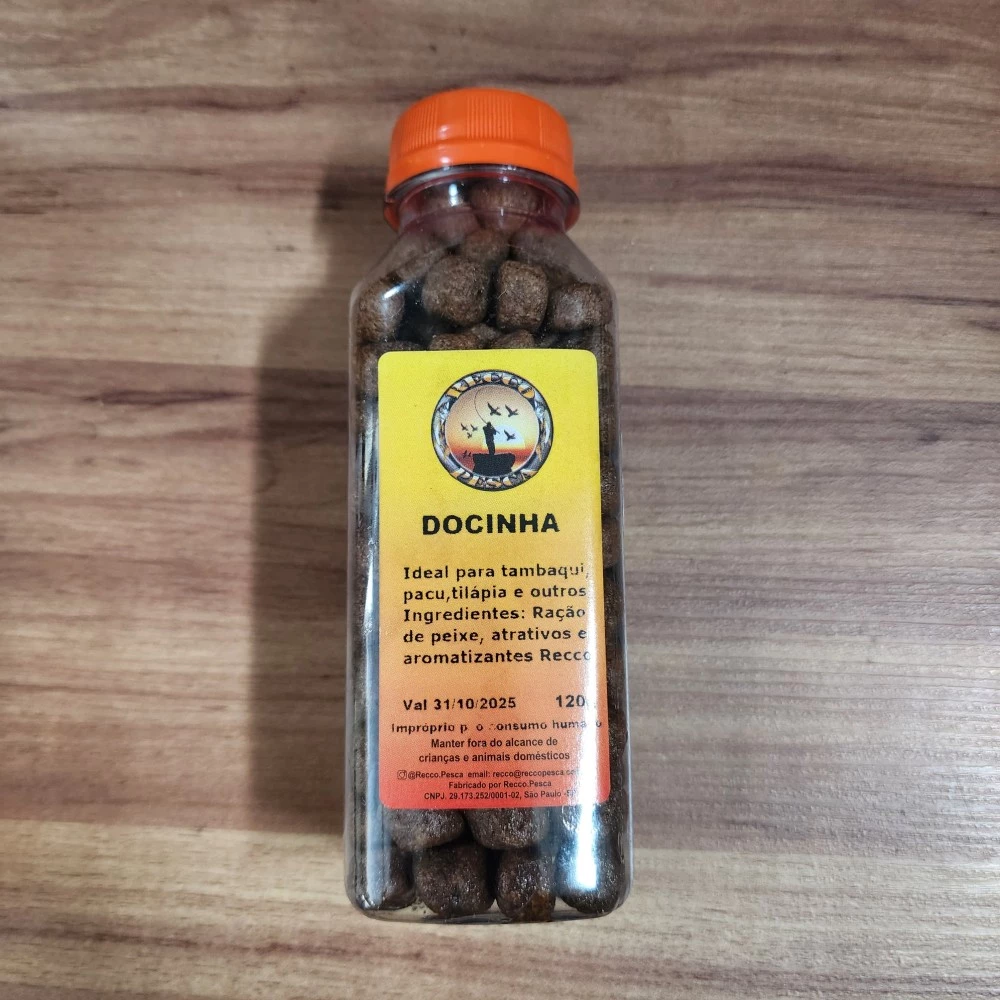 RECCO
PESCA
DOCINHA
Ideal para tambaqui,
pacu,tilápia e outros
Ingredientes: Ração
de peixe, atrativos e
aromatizantes Recco
Val 31/10/2025 120
Impróprio consumo humano
Manter fora do alcance de
crianças e animais domésticos
@Recco.Pesca email:
Fabricado por Recco.Pesca
CNPJ. 29.173.252/0001-02, São Paulo